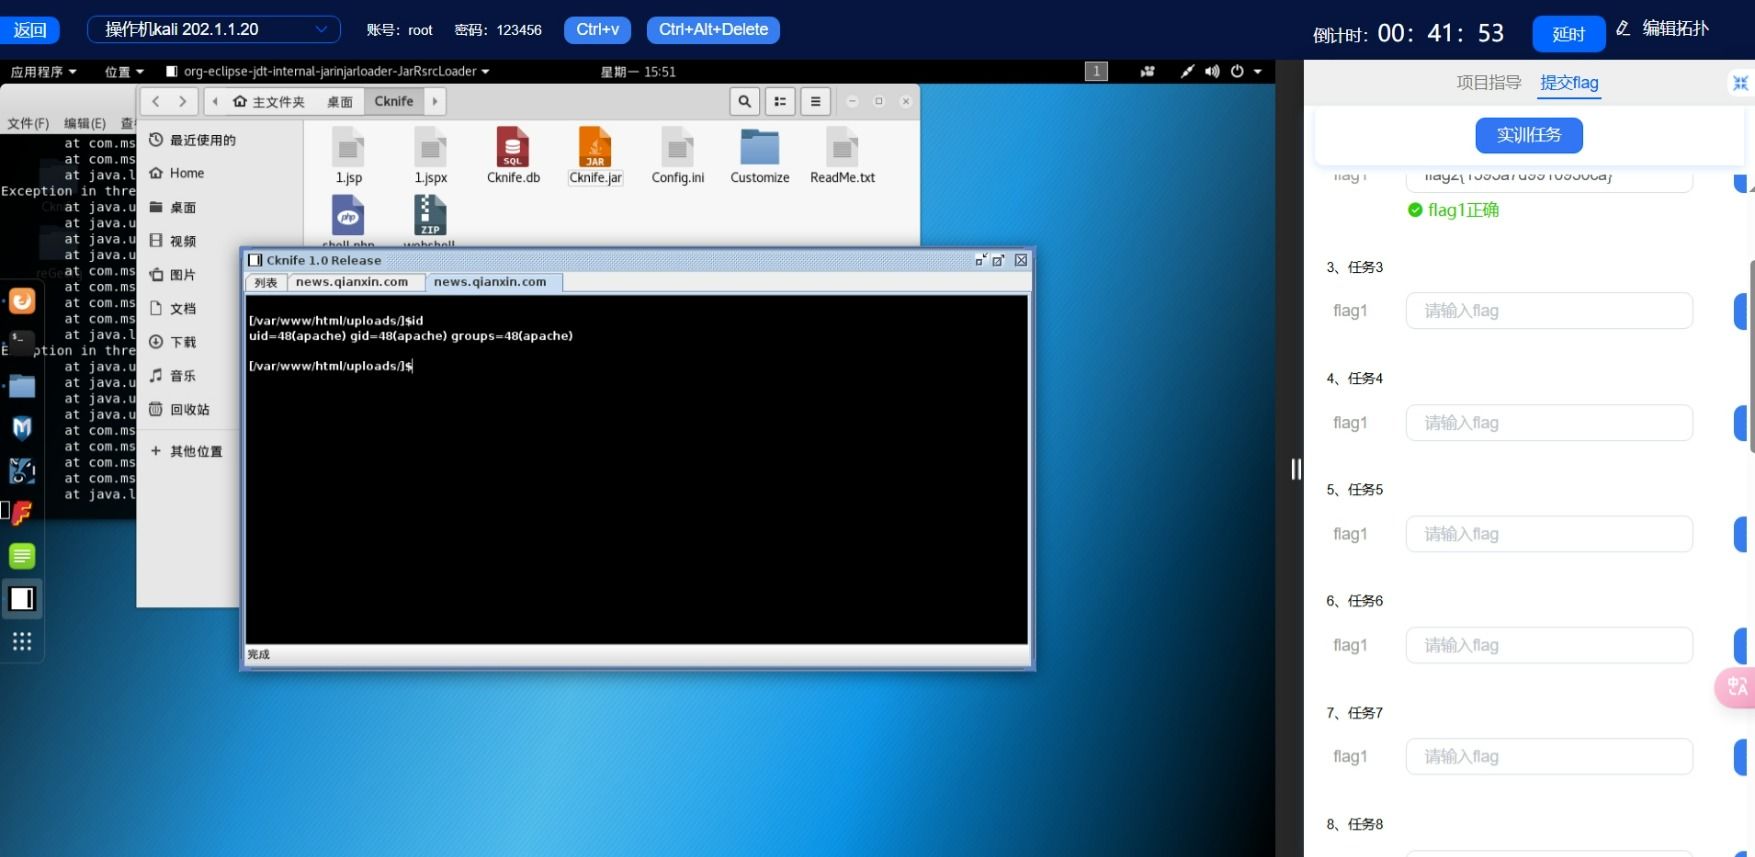 返回
操作机kali 202.1.1.20
账号：root 密码：123456
Ctrl+v
Ctrl+Alt+Delete
倒计时：00：41：53
延时
编辑拓扑
应用程序
位置
org-eclipse-jdt-internal-jarinjarloader-JarRsrcLoader
星期一 15:51
1
文件(F) 编辑(E)
at com.ms
at com.ms
at java.l
Exception in thre
at java.u
at java.u
at java.u
at java.u
at com.ms
at com.ms
at com.ms
at com.ms
at java.l
at java.u
at java.u
at java.u
at java.u
at com.ms
at com.ms
at com.ms
at com.ms
at java.l
主文件夹
桌面
Cknife
最近使用的
Home
桌面
视频
图片
文档
下载
音乐
回收站
其他位置
1.jsp
1.jspx
SQL
Cknife.db
JAR
Cknife.jar
Config.ini
Customize
ReadMe.txt
php
shell.php
ZIP
webshell
Cknife 1.0 Release
列表
news.qianxin.com
news.qianxin.com
[/var/www/html/uploads/]$id
uid=48(apache) gid=48(apache) groups=48(apache)
[/var/www/html/uploads/]$
完成
项目指导
提交flag
实训任务
flag1
flag1正确
3、任务3
flag1 请输入flag
4、任务4
flag1 请输入flag
5、任务5
flag1 请输入flag
6、任务6
flag1 请输入flag
7、任务7
flag1 请输入flag
8、任务8